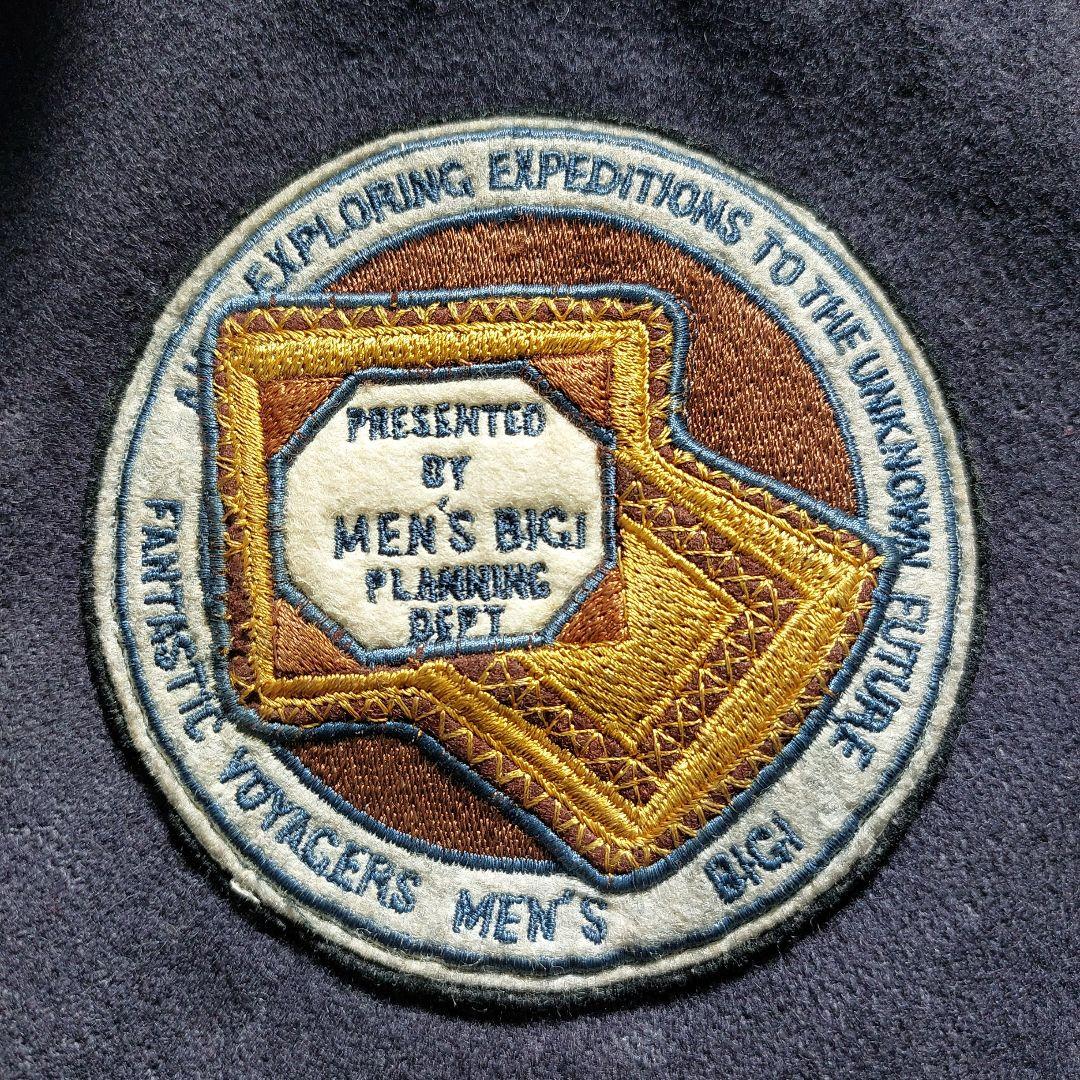 EXPLORING EXPEDITIONS TO THE UNKNOWN FUTURE
PRESENTED
BY
MEN'S BIGI
PLANNING
DEPT
FANTASTIC VOYAGERS MEN'S BIGI